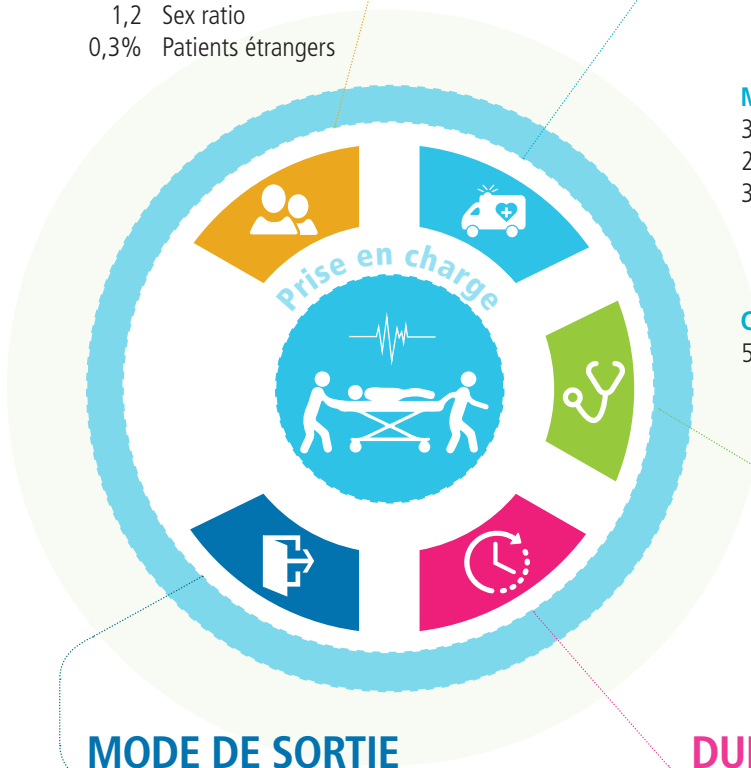 1,2 Sex ratio
0,3% Patients étrangers
Prise en charge
MODE DE SORTIE